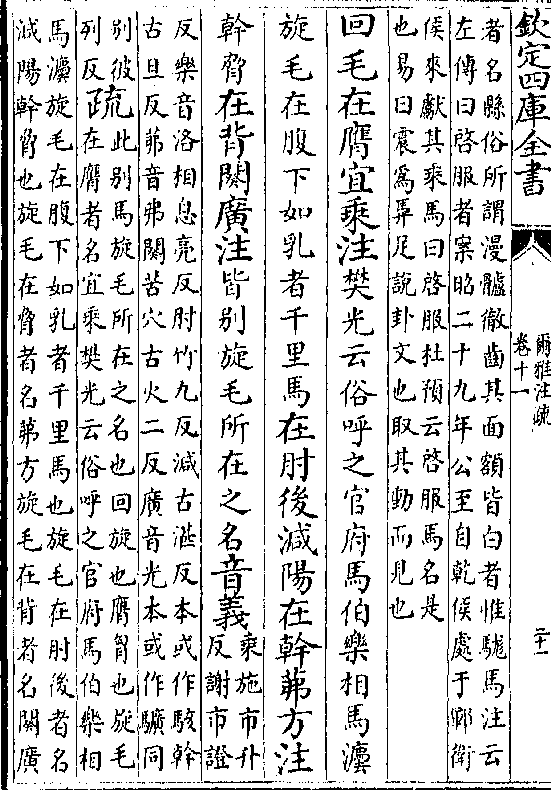 欽定四庫全書
爾雅注疏
卷十一
二十一
者名縣俗所謂漫髗徹齒其面額皆白者惟駹馬注云
左傳曰啓服者案昭二十九年公至自乾侯處于鄆衛
侯來獻其乘馬曰啓服杜預云啓服馬名是
也易曰震爲馵足說卦文也取其動而見也
回毛在膺宜乘注樊光云俗呼之官府馬伯樂相馬灋
旋毛在腹下如乳者千里馬在肘後減陽在幹茀方注
幹脅在背闋廣注皆别旋毛所在之名音義乘施市升
反謝市證
反樂音洛相息亮反肘竹九反減古湛反本或作駭幹
古旦反茀音弗闋苦穴古火二反廣音光本或作驥同
别彼
列反疏此别馬旋毛所在之名也回旋也膺胷也旋毛
在膺者名宜乘樊光云俗呼之官府馬伯樂相
馬灋旋毛在腹下如乳者千里馬也旋毛在肘後者名
減陽幹脅也旋毛在脅者名茀方旋毛在背者名闋廣